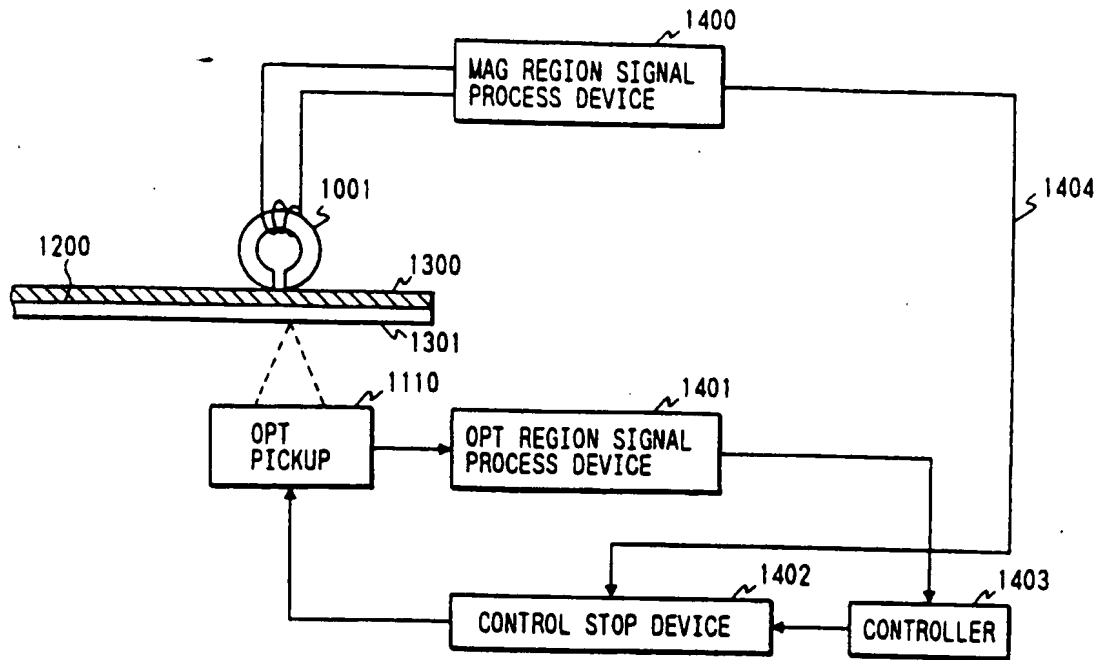 1400
MAG REGION SIGNAL
PROCESS DEVICE
1001
1404
1200
1300
1301
1110
OPT
PICKUP
1401
OPT REGION SIGNAL
PROCESS DEVICE
1402
CONTROL STOP DEVICE
1403
CONTROLLER